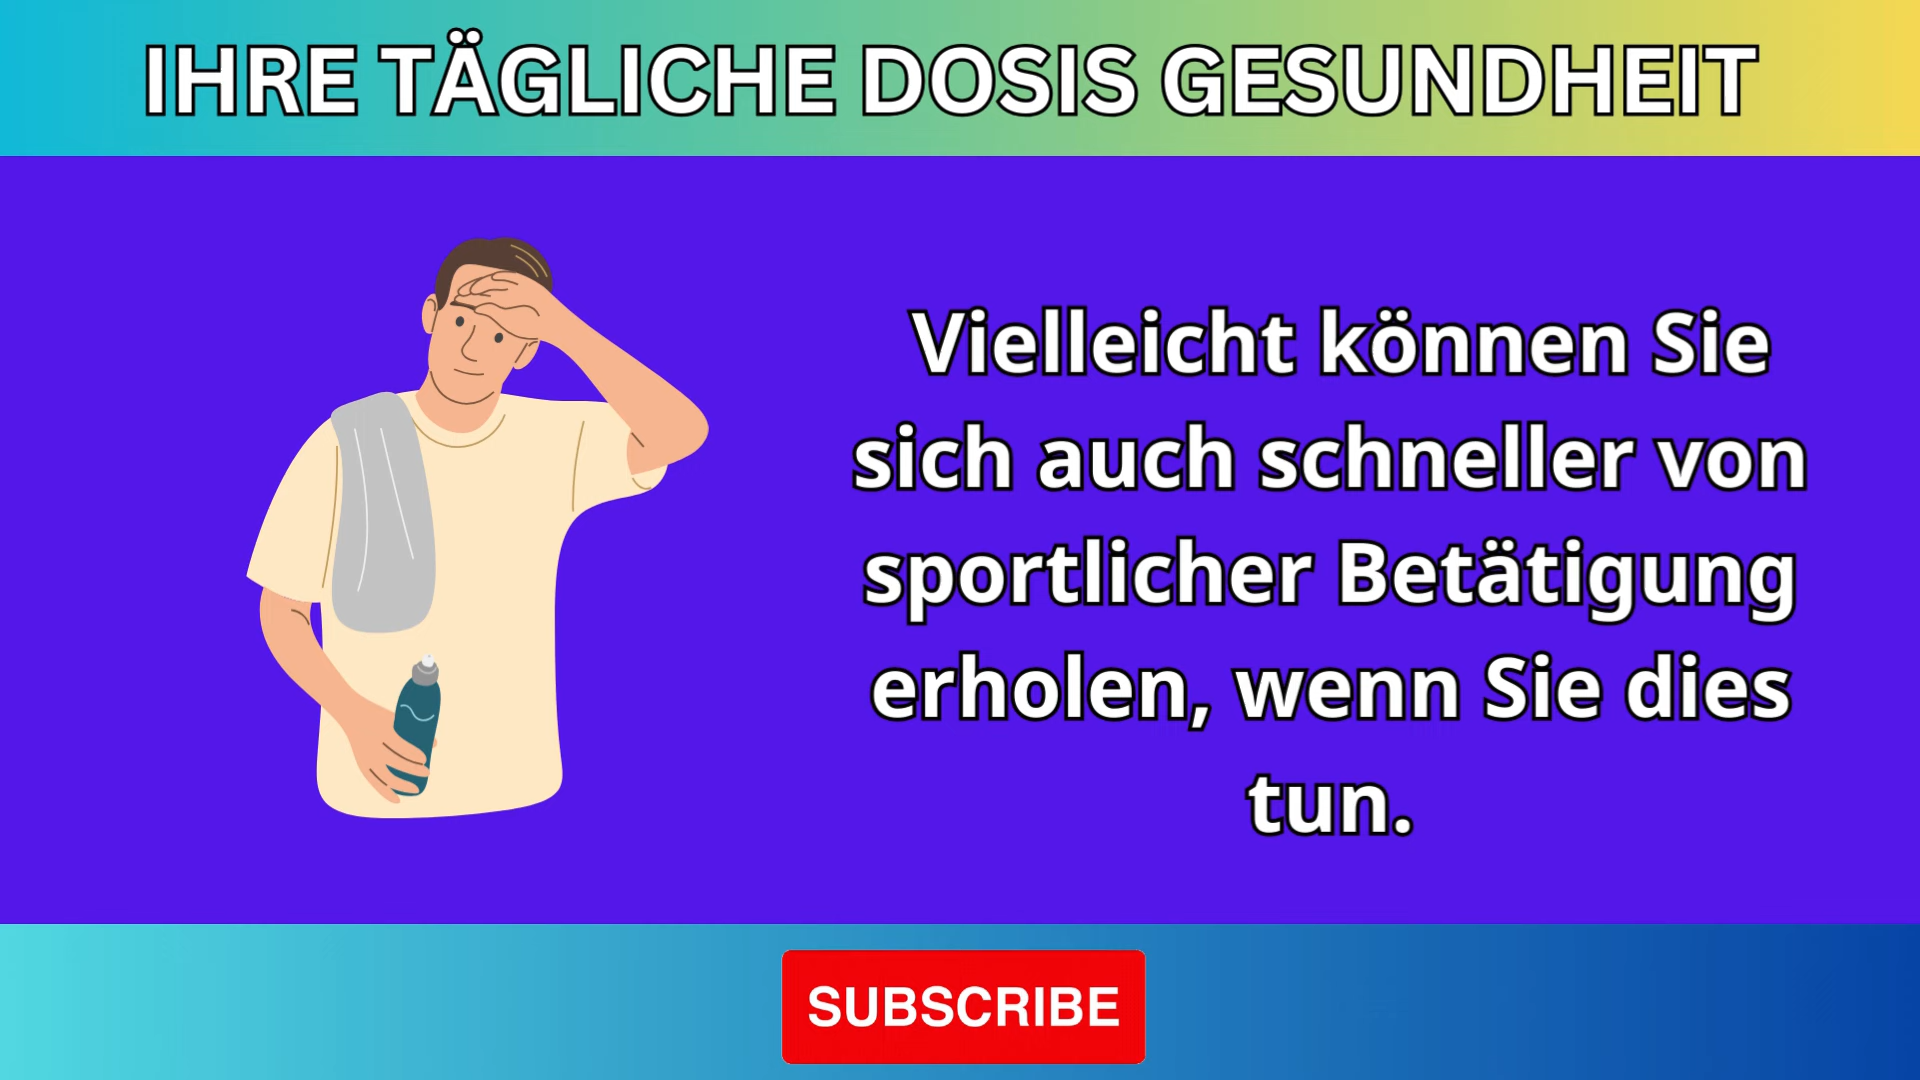 IHRE TÄGLICHE DOSIS GESUNDHEIT
Vielleicht können Sie
sich auch schneller von
sportlicher Betätigung
erholen, wenn Sie dies
tun.
SUBSCRIBE